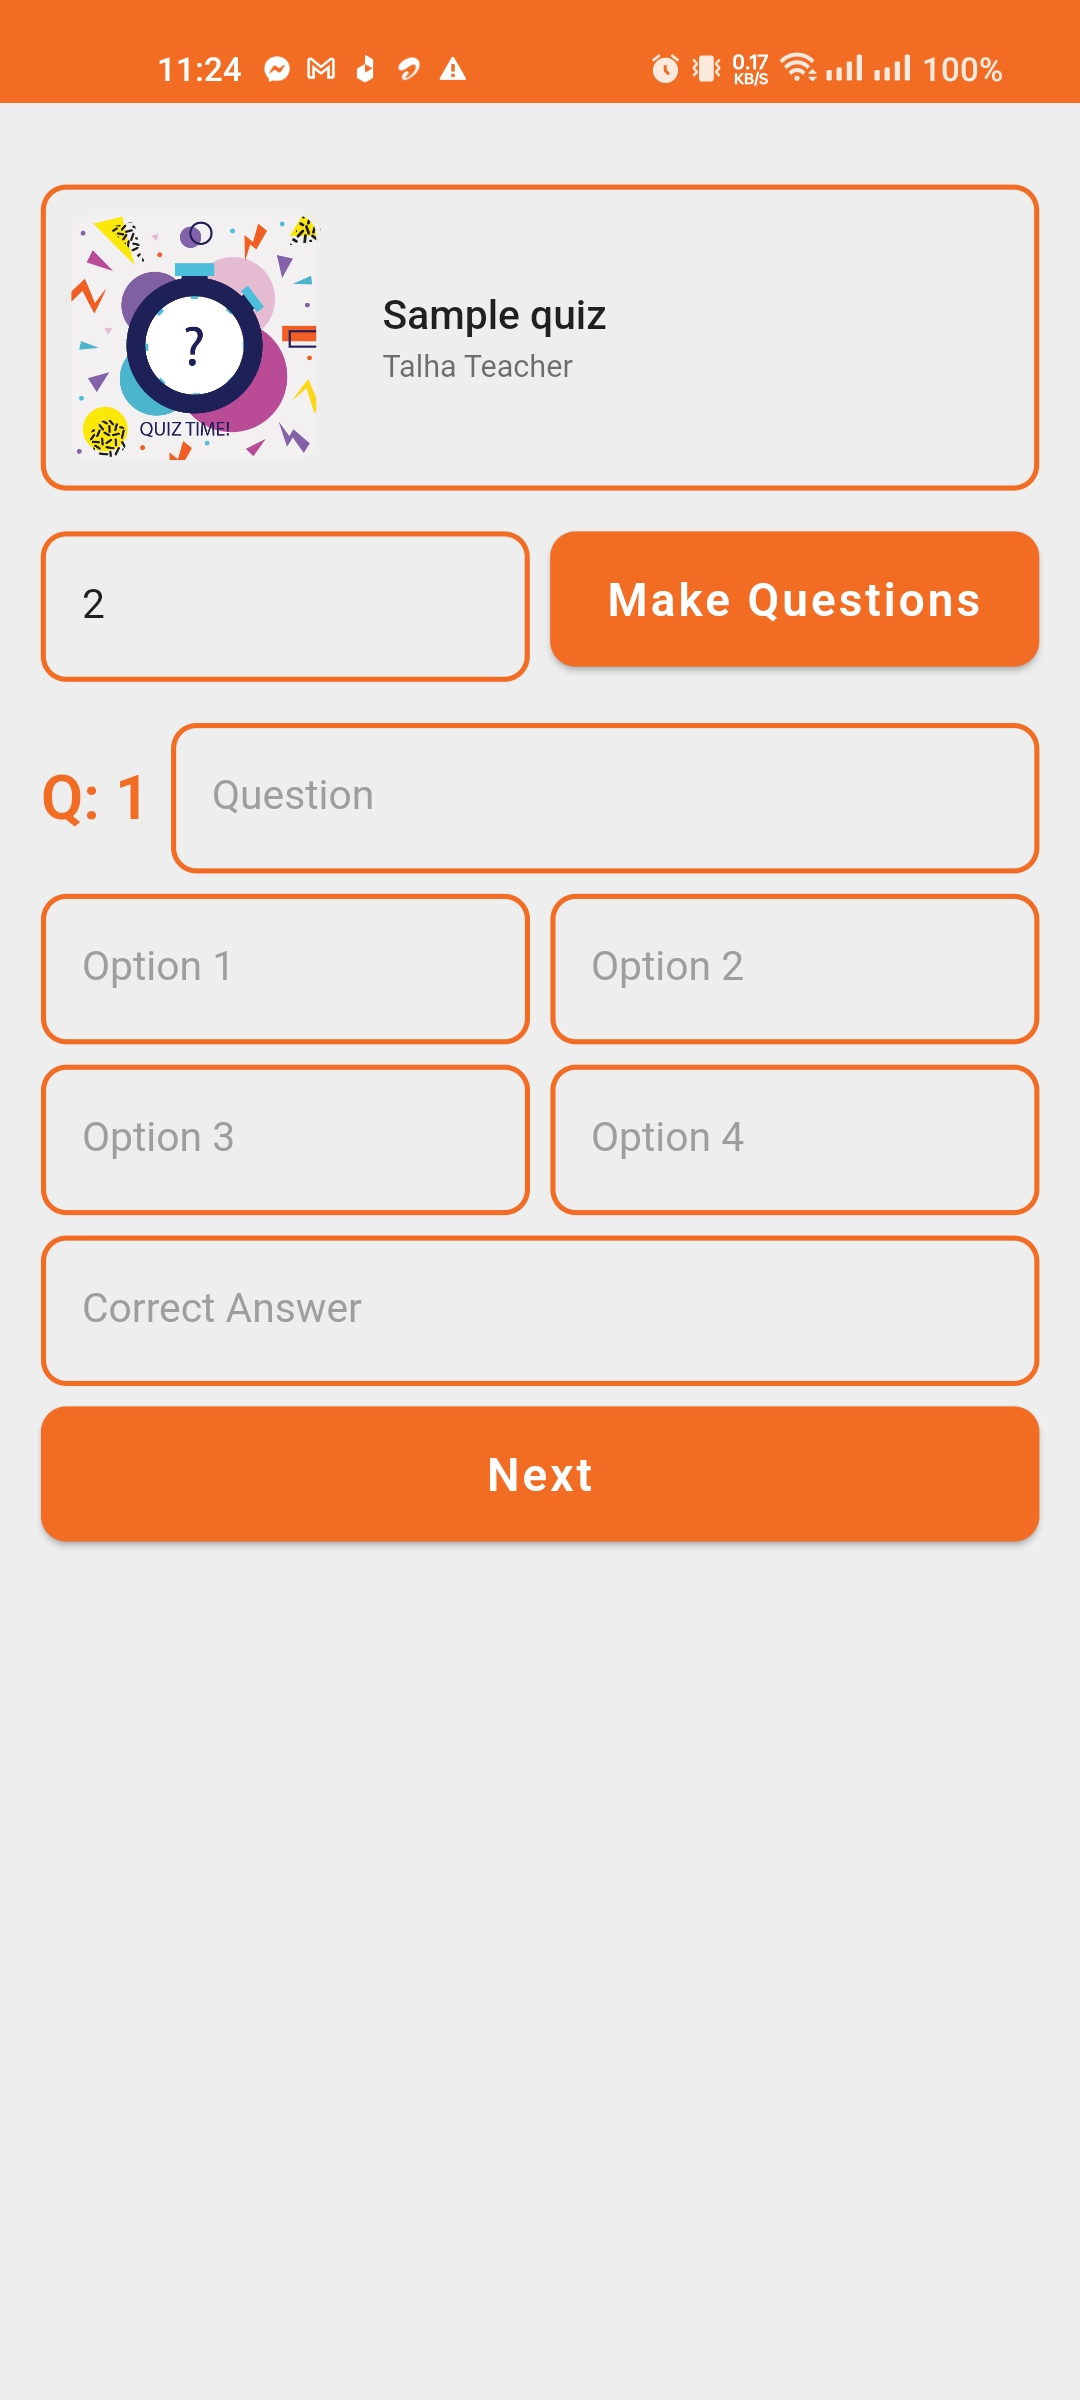 11:24 0.17 KB/S 100%
?
QUIZ TIME!
Sample quiz
Talha Teacher
2 Make Questions
Q: 1 Question
Option 1 Option 2
Option 3 Option 4
Correct Answer
Next